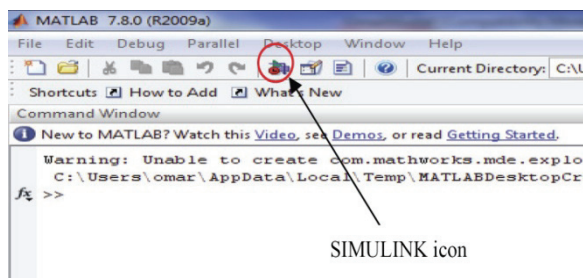 MATLAB 7.8.0 (R2009a)
File Edit Debug Parallel Desktop Window Help
Current Directory: C:\U
Shortcuts How to Add What's New
Command Window
New to MATLAB? Watch this Video, see Demos, or read Getting Started.
Warning: Unable to create com.mathworks.mde.explo
C:\Users\omar\AppData\Local\Temp\MATLABDesktopCr
fx >>
SIMULINK icon